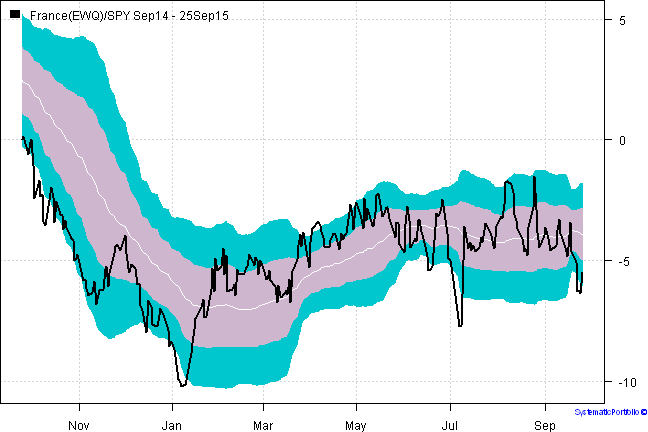 France(EWQ)/SPY Sep14 - 25Sep15
5
0
-5
-10
Nov Jan Mar May Jul Sep
SystematicPortfolio ©